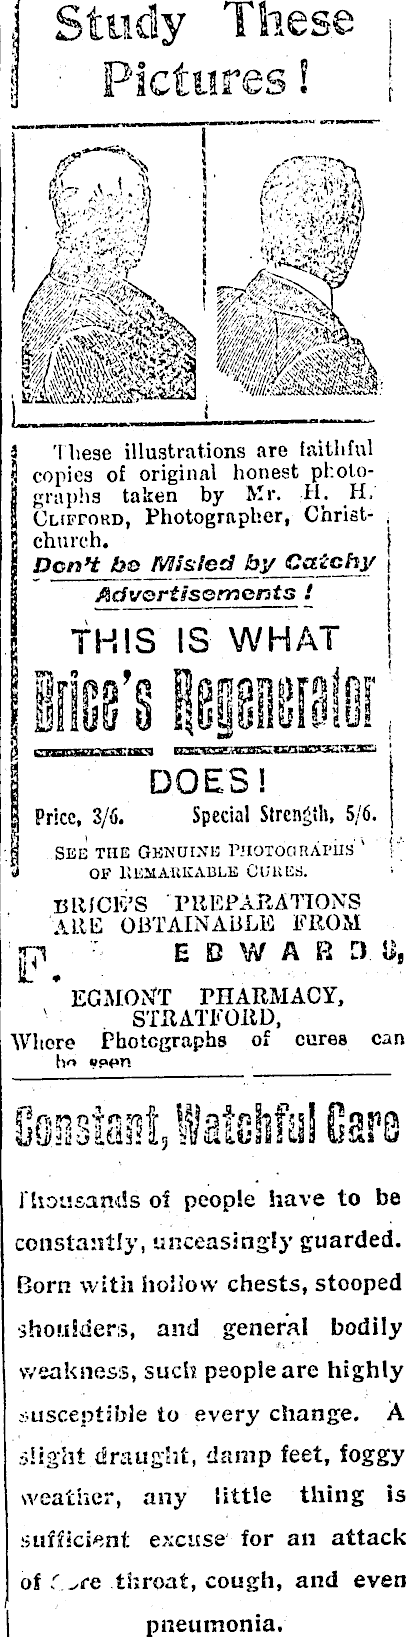 Study These
Pictures!
These illustrations are faithful
copies of original honest photo-
graphs taken by Mr. H. H.
CLIFFORD, Photographer, Christ-
church.
Don't be Misled by Catchy
Advertisements!
THIS IS WHAT
Brice's Regenerator
DOES!
Price, 3/6. Special Strength, 5/6.
SEE THE GENUINE PHOTOGRAPHS
OF REMARKABLE CURES.
BRICE'S PREPARATIONS
ARE OBTAINABLE FROM
F. EDWARDS,
EGMONT PHARMACY,
STRATFORD,
Where Photographs of cures can
be seen
Constant, Watchful Care
Thousands of people have to be
constantly, unceasingly guarded.
Born with hollow chests, stooped
shoulders, and general bodily
weakness, such people are highly
susceptible to every change. A
slight draught, damp feet, foggy
weather, any little thing is
sufficient excuse for an attack
of sore throat, cough, and even
pneumonia.